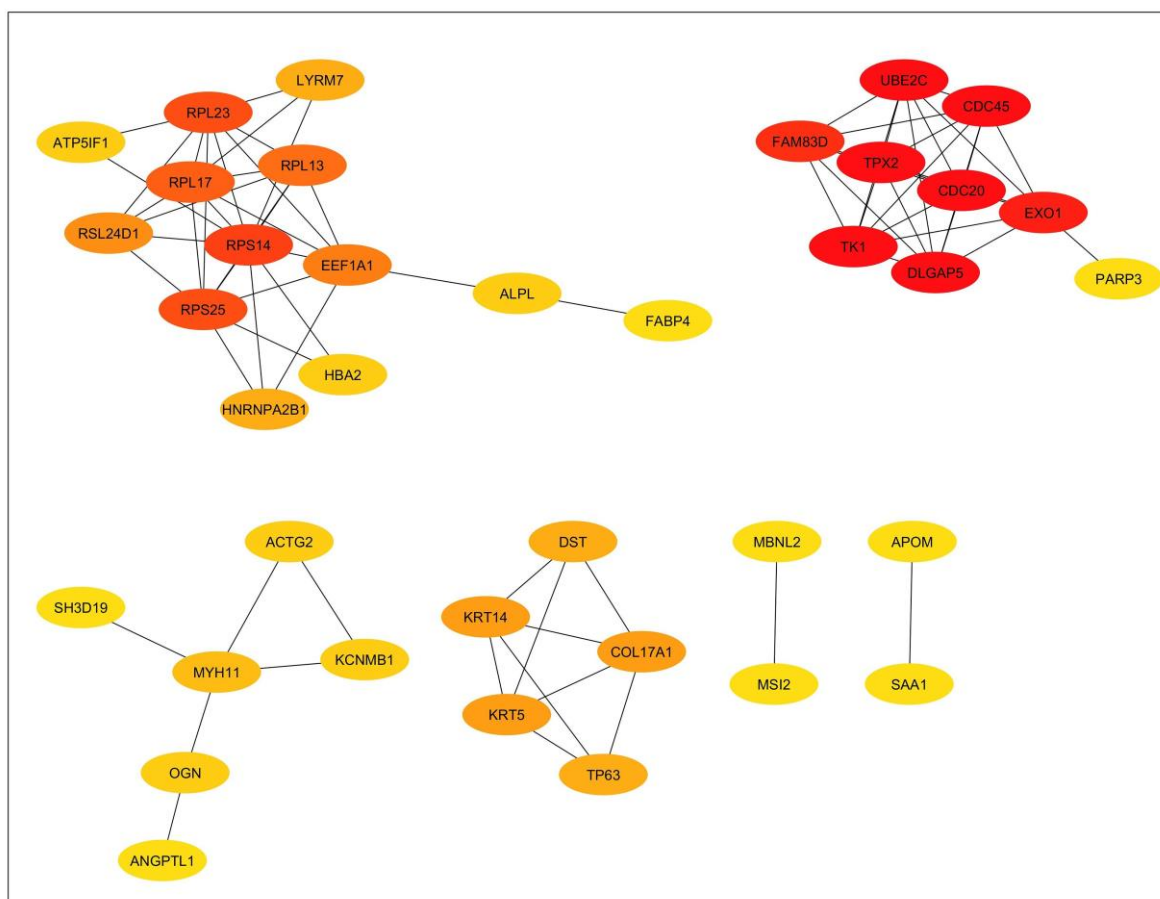 LYRM7
RPL23
ATP5IF1
RPL13
RPL17
RSL24D1
RPS14
EEF1A1
RPS25
ALPL
FABP4
HBA2
HNRNPA2B1
UBE2C
CDC45
FAM83D
TPX2
CDC20
EXO1
TK1
DLGAP5
PARP3
ACTG2
SH3D19
MYH11
KCNMB1
OGN
ANGPTL1
DST
KRT14
COL17A1
KRT5
TP63
MBNL2
MSI2
APOM
SAA1